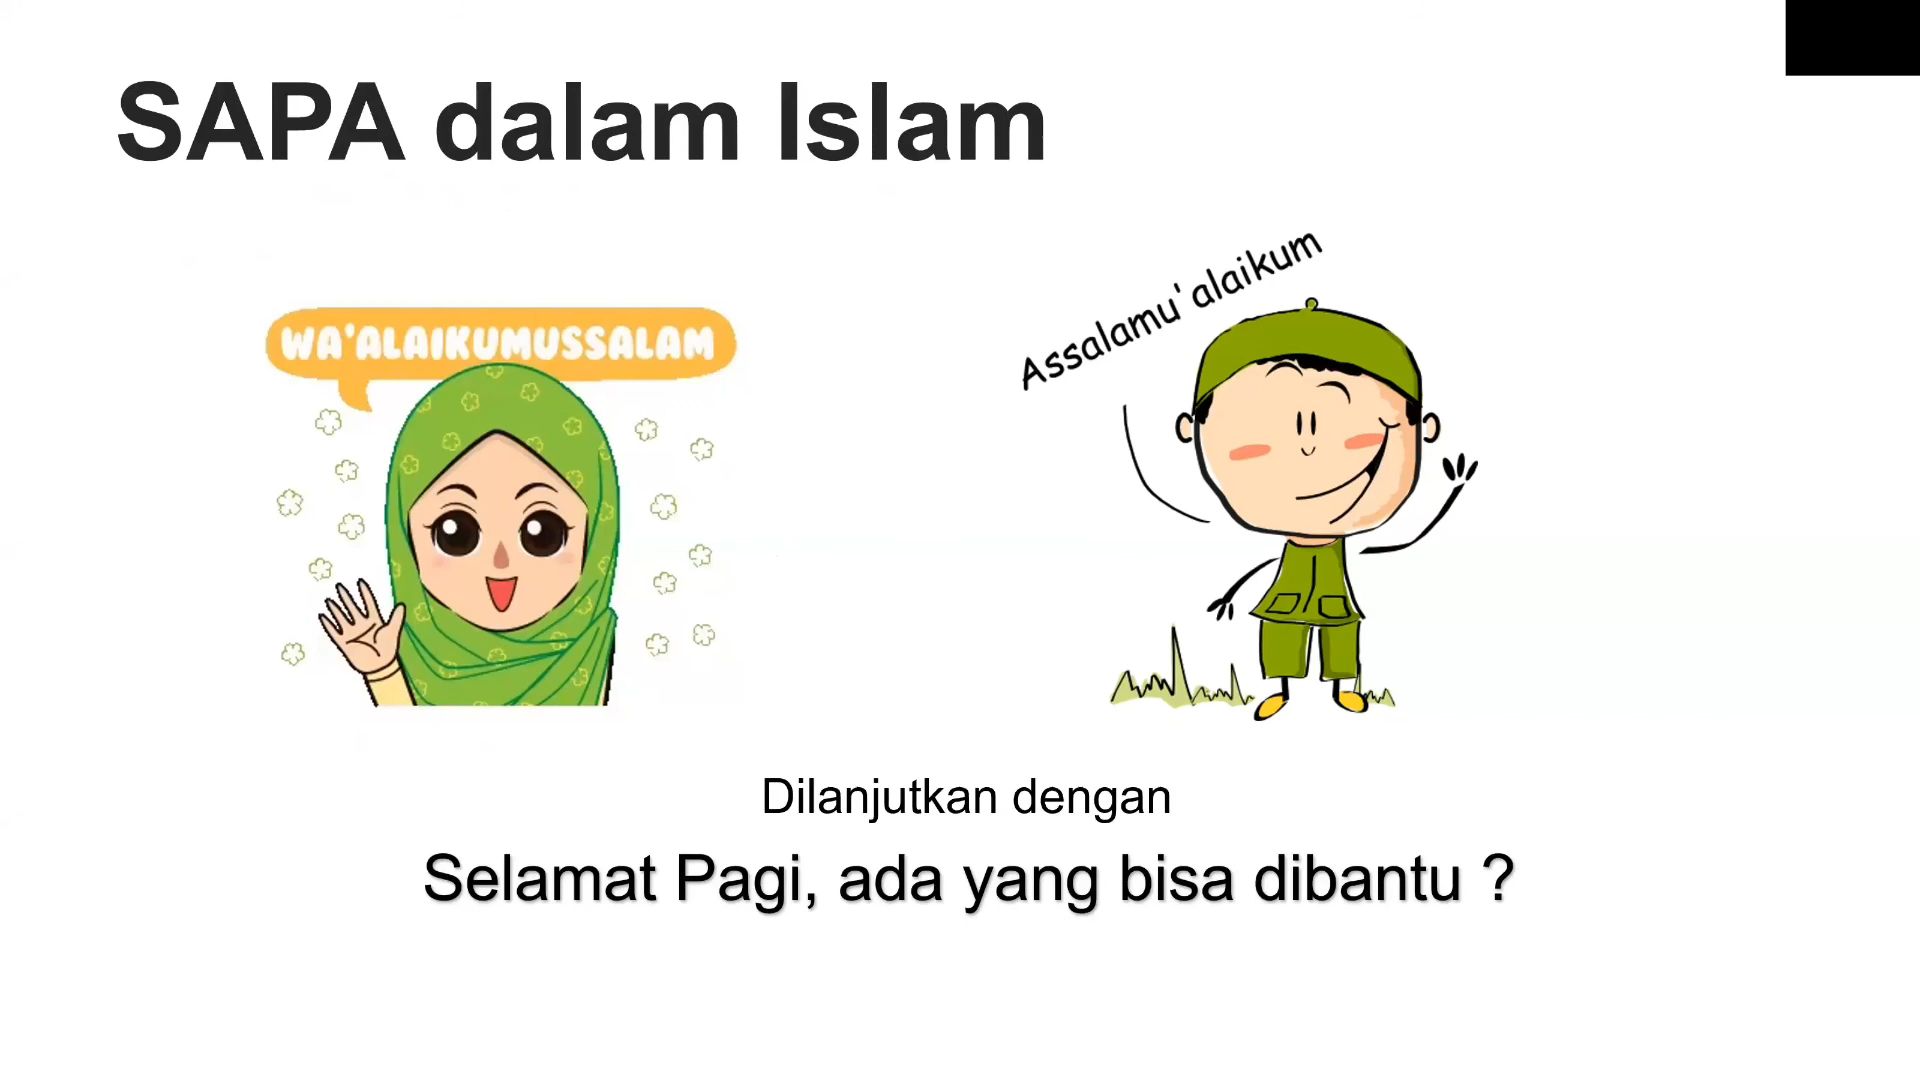 SAPA dalam Islam
WA'ALAIKUMUSSALAM
Assalamu'alaikum
Dilanjutkan dengan
Selamat Pagi, ada yang bisa dibantu ?